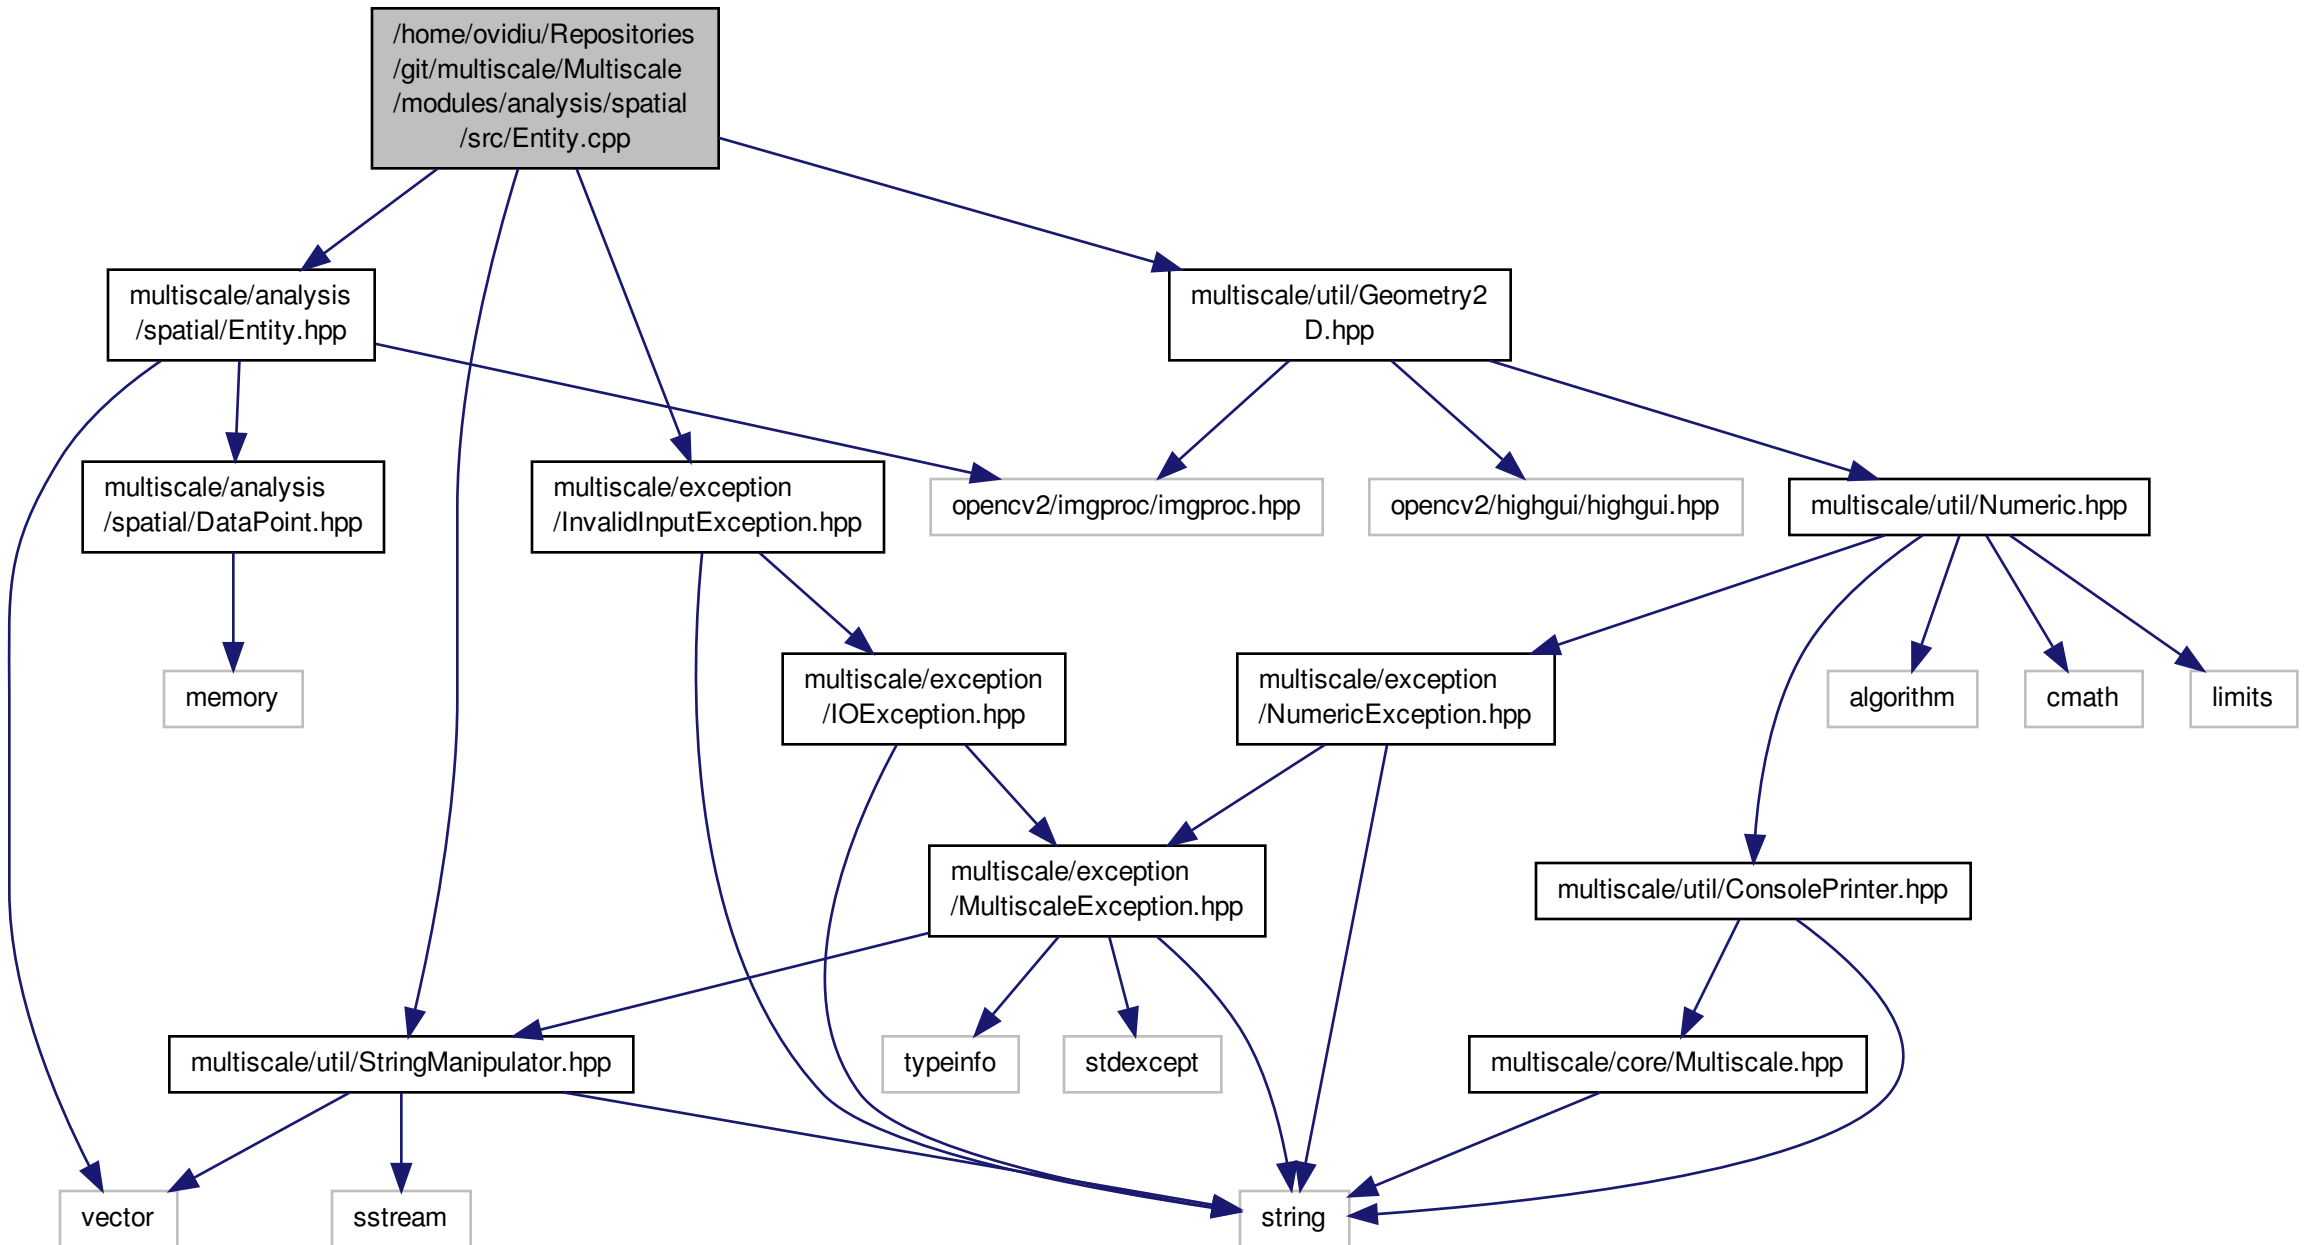 /home/ovidiu/Repositories
/git/multiscale/Multiscale
/modules/analysis/spatial
/src/Entity.cpp
multiscale/analysis
/spatial/Entity.hpp
multiscale/util/Geometry2
D.hpp
multiscale/analysis
/spatial/DataPoint.hpp
multiscale/exception
/InvalidInputException.hpp
opencv2/imgproc/imgproc.hpp
opencv2/highgui/highgui.hpp
multiscale/util/Numeric.hpp
memory
multiscale/exception
/IOException.hpp
multiscale/exception
/NumericException.hpp
algorithm
cmath
limits
multiscale/exception
/MultiscaleException.hpp
multiscale/util/ConsolePrinter.hpp
multiscale/util/StringManipulator.hpp
typeinfo
stdexcept
multiscale/core/Multiscale.hpp
vector
sstream
string